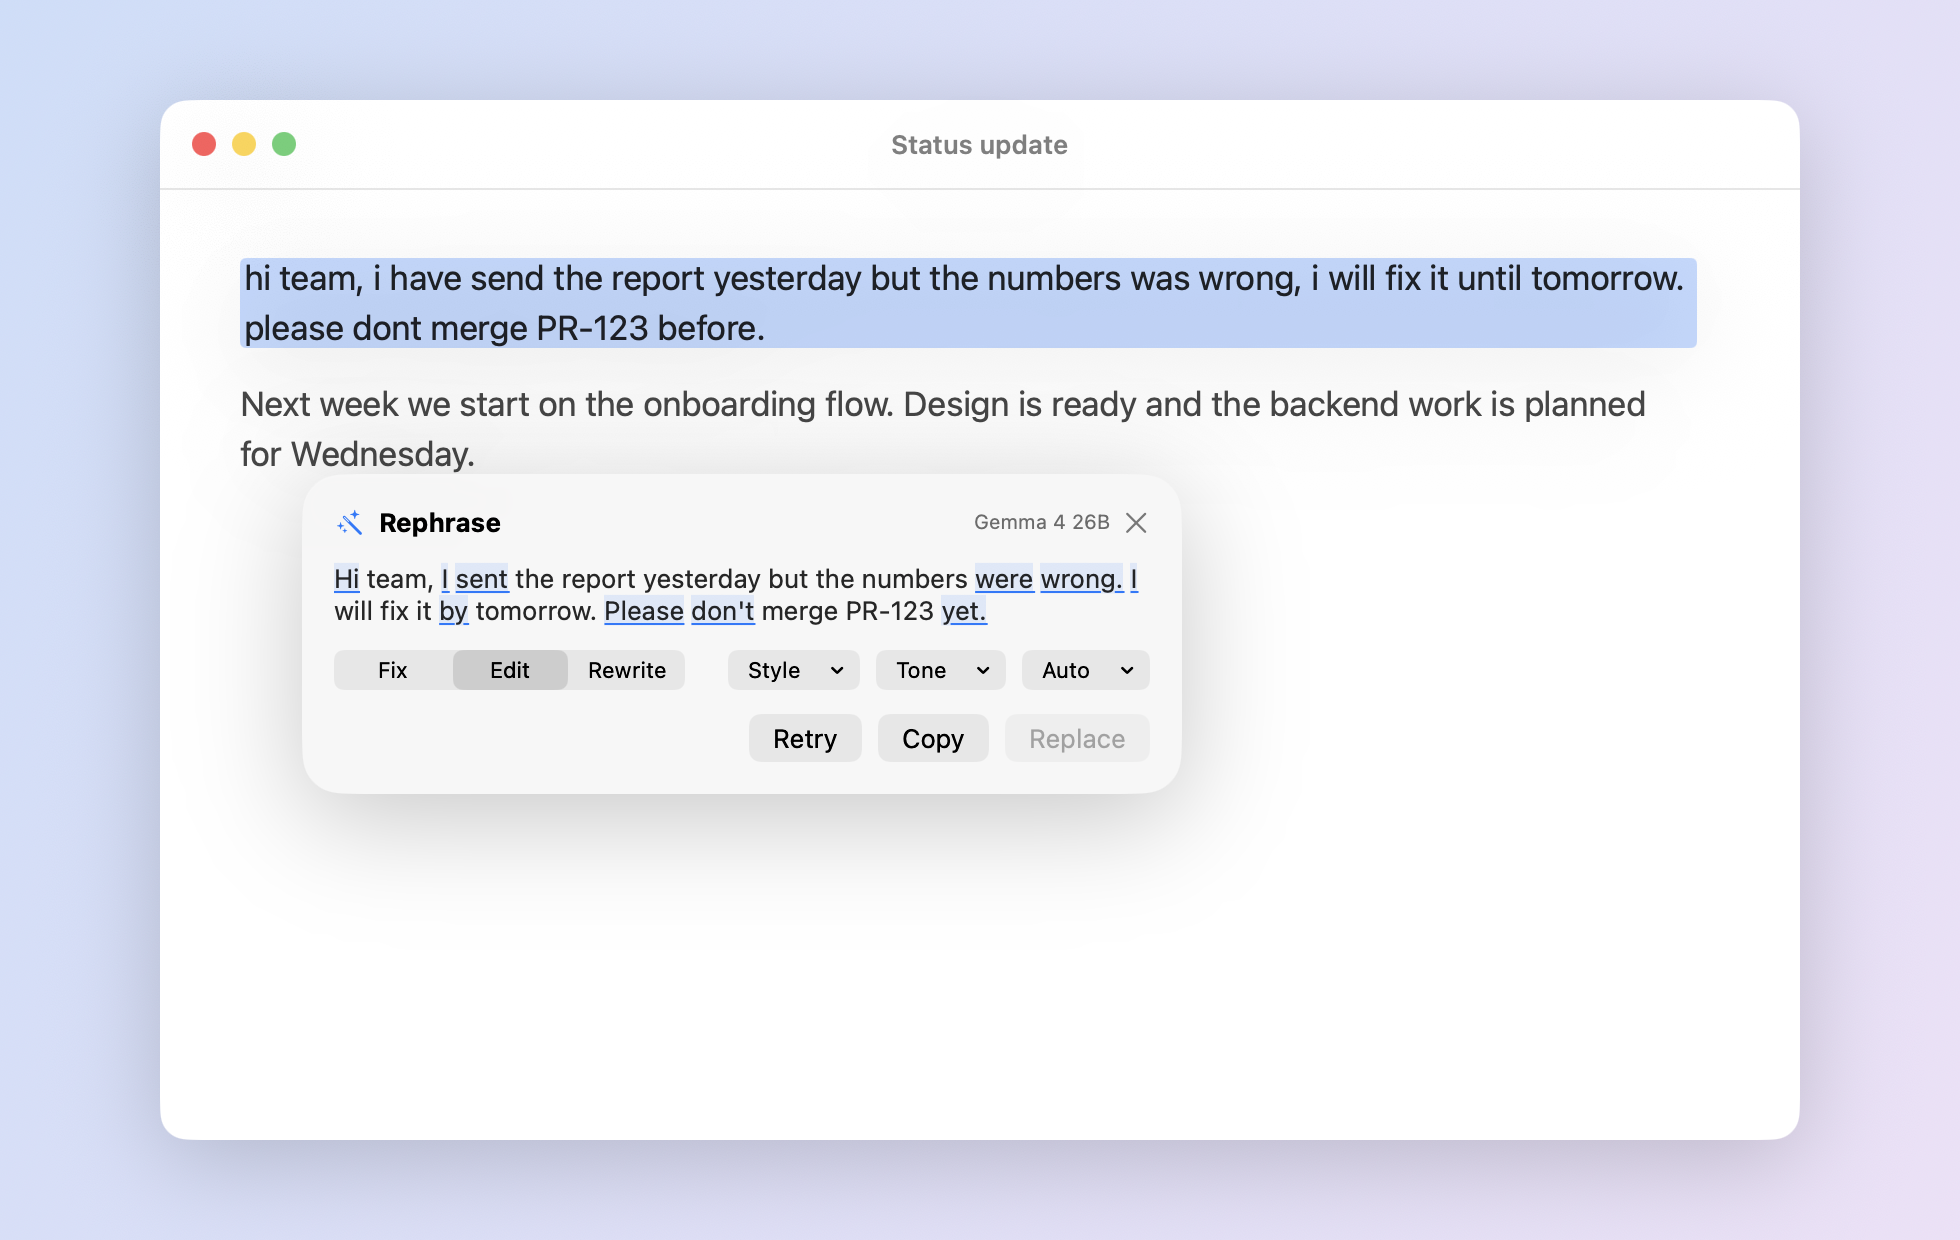 Status update
hi team, i have send the report yesterday but the numbers was wrong, i will fix it until tomorrow.
please dont merge PR-123 before.
Next week we start on the onboarding flow. Design is ready and the backend work is planned
for Wednesday.
Rephrase
Gemma 4 26B
Hi team, I sent the report yesterday but the numbers were wrong. I
will fix it by tomorrow. Please don't merge PR-123 yet.
Fix Edit Rewrite Style Tone Auto
Retry Copy Replace